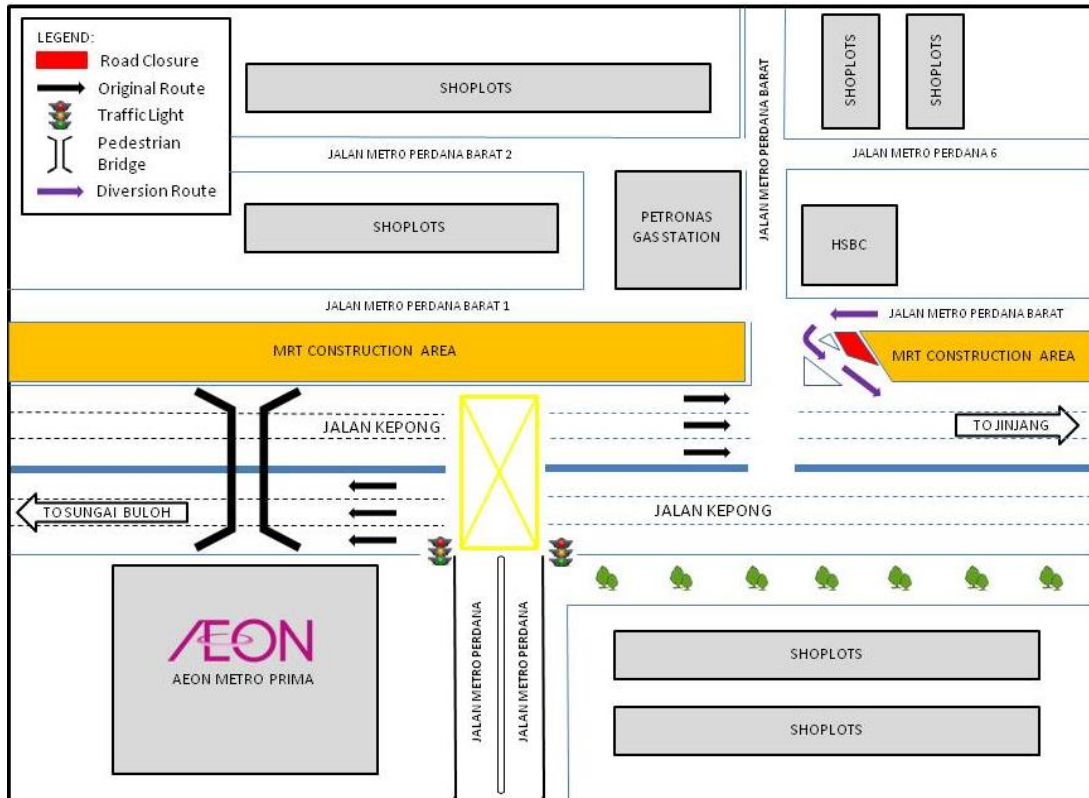 LEGEND:
Road Closure
Original Route
Traffic Light
Pedestrian
Bridge
Diversion Route
SHOPLOTS
JALAN METRO PERDANA BARAT 2
SHOPLOTS
PETRONAS
GAS STATION
JALAN METRO PERDANA BARAT
SHOPLOTS
SHOPLOTS
JALAN METRO PERDANA 6
HSBC
JALAN METRO PERDANA BARAT 1
JALAN METRO PERDANA BARAT
MRT CONSTRUCTION AREA
MRT CONSTRUCTION AREA
JALAN KEPONG
TO JINJANG
TO SUNGAI BULOH
JALAN KEPONG
AEON
AEON METRO PRIMA
JALAN METRO PERDANA
JALAN METRO PERDANA
SHOPLOTS
SHOPLOTS